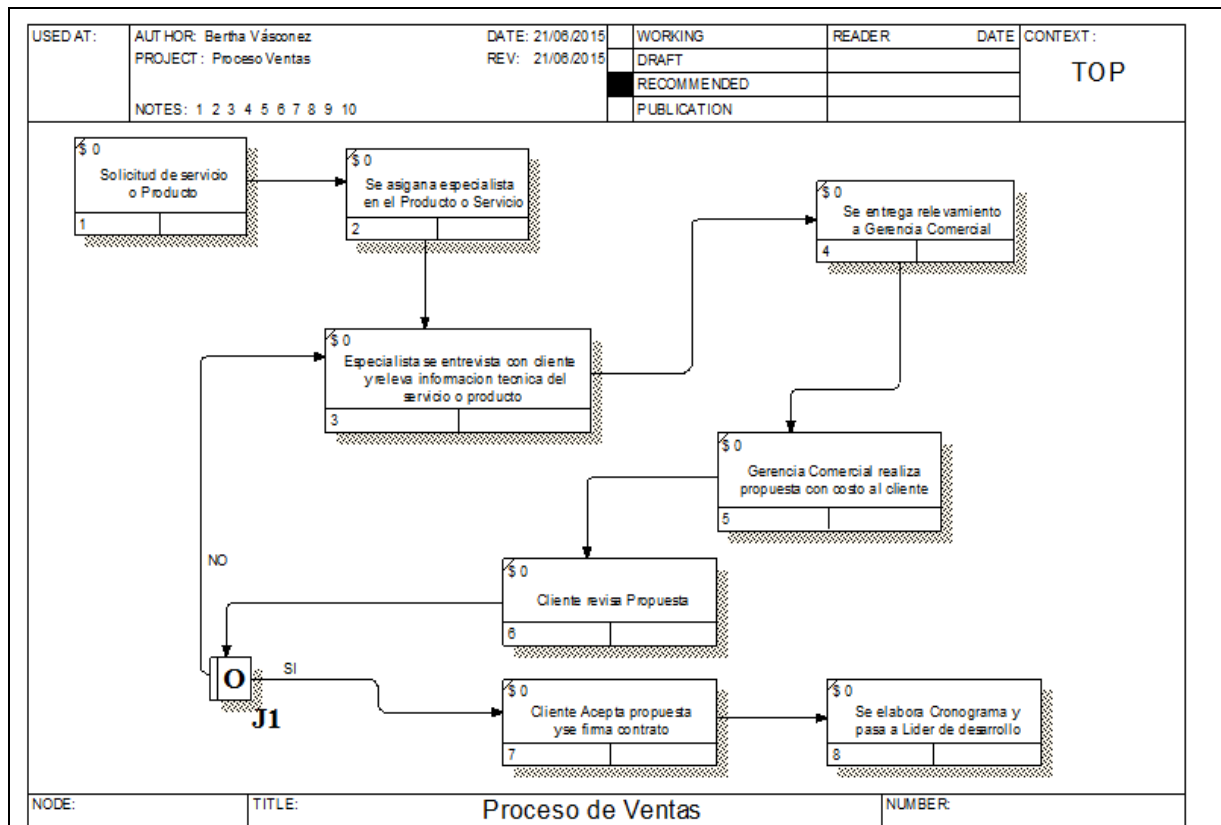 USED AT:
AUTHOR: Bertha Vásconez
DATE: 21/06/2015
PROJECT: Proceso Ventas
REV: 21/06/2015
NOTES: 1 2 3 4 5 6 7 8 9 10
WORKING
DRAFT
RECOMMENDED
PUBLICATION
READER
DATE
CONTEXT:
TOP
$ 0
Solicitud de servicio
o Producto
1
$ 0
Se asigana especialista
en el Producto o Servicio
2
$ 0
Se entrega relevamiento
a Gerencia Comercial
4
$ 0
Especialista se entrevista con cliente
y releva informacion tecnica del
servicio o producto
3
$ 0
Gerencia Comercial realiza
propuesta con costo al cliente
5
NO
$ 0
Cliente revisa Propuesta
6
O
J1
SI
$ 0
Cliente Acepta propuesta
yse firma contrato
7
$ 0
Se elabora Cronograma y
pasa a Lider de desarrollo
8
NODE:
TITLE:
Proceso de Ventas
NUMBER: